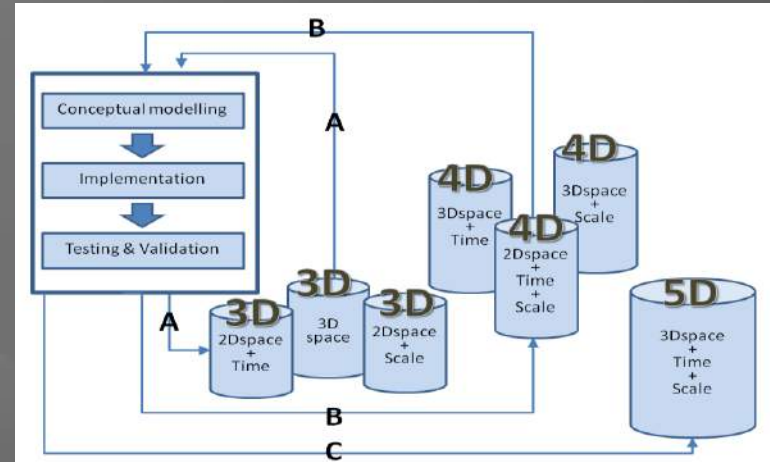 B
A
Conceptual modelling
Implementation
Testing & Validation
A
3D
2Dspace
+
Time
3D
3D
space
3D
2Dspace
+
Scale
4D
3Dspace
+
Time
4D
2Dspace
+
Time
+
Scale
4D
3Dspace
+
Scale
5D
3Dspace
+
Time
+
Scale
B
C